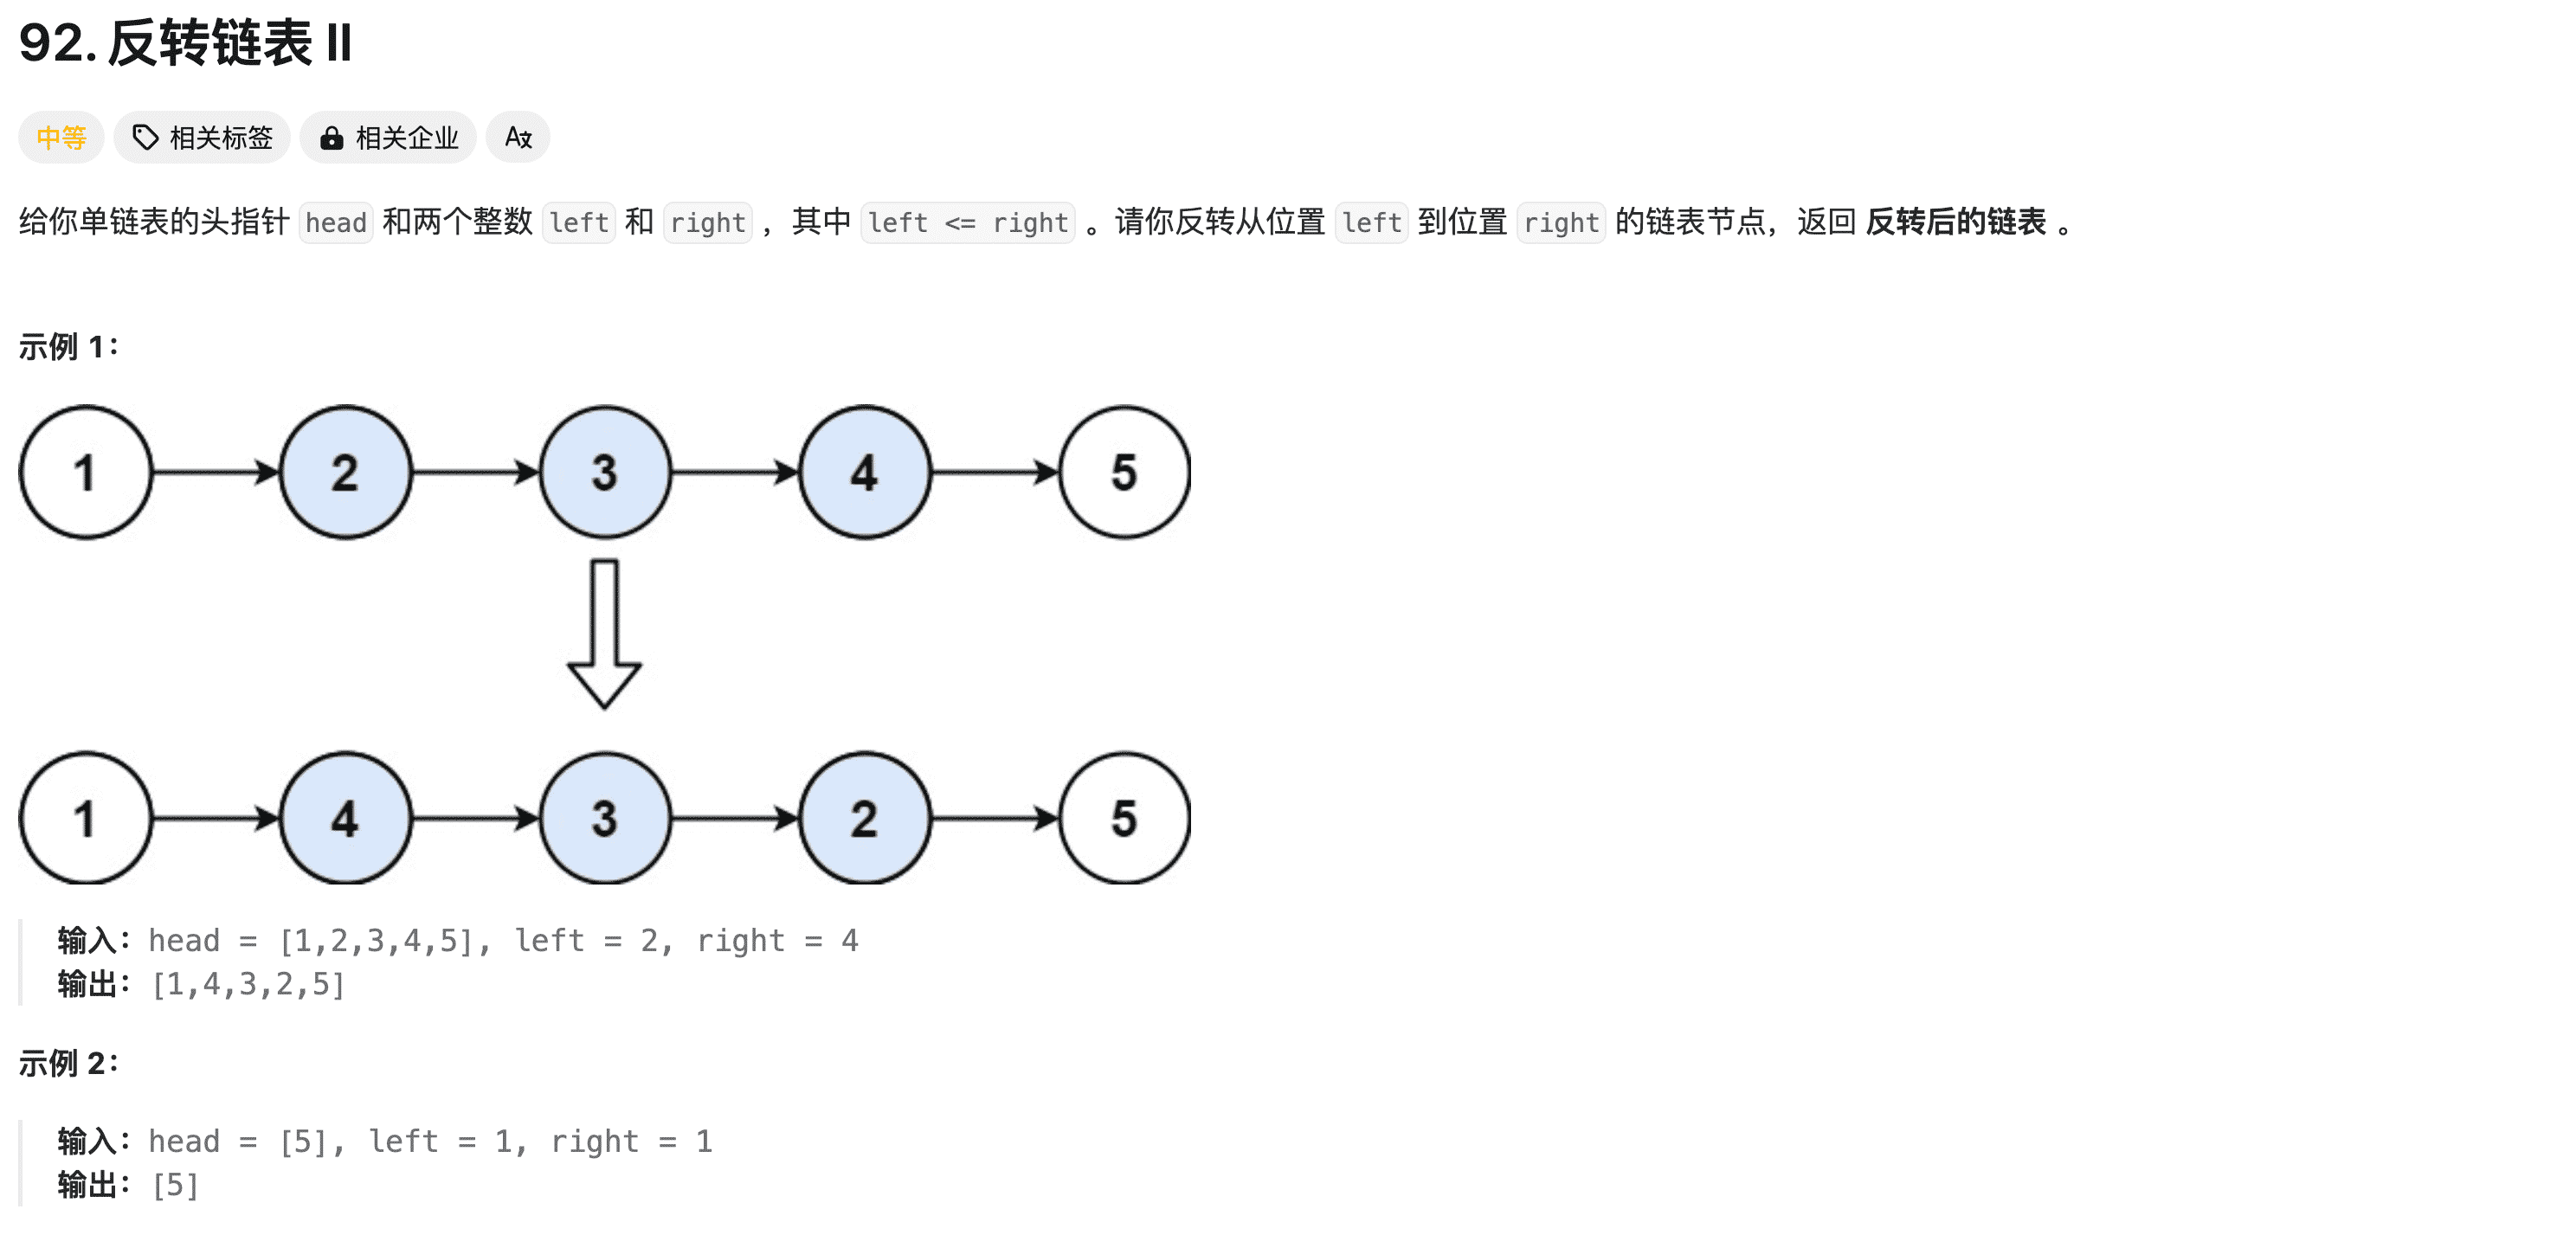 92. 反转链表 II
中等 相关标签 相关企业 A文
给你单链表的头指针 head 和两个整数 left 和 right ，其中 left <= right 。请你反转从位置 left 到位置 right 的链表节点，返回 反转后的链表 。
示例 1：
1 2 3 4 5
1 4 3 2 5
输入：head = [1,2,3,4,5], left = 2, right = 4
输出：[1,4,3,2,5]
示例 2：
输入：head = [5], left = 1, right = 1
输出：[5]